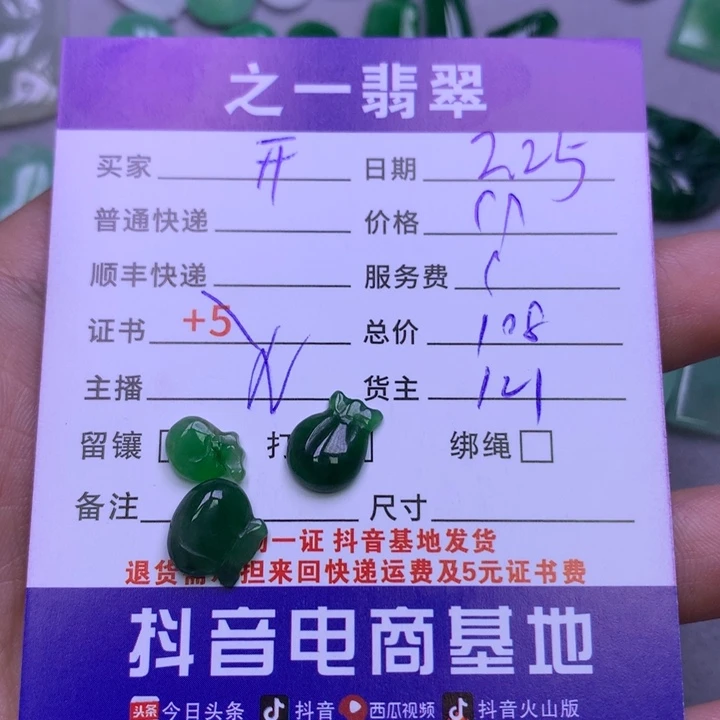 之一翡翠
买家 开 日期 2.25
普通快递 价格
顺丰快递 服务费
证书 +5 总价 108
主播 货主 121
留镶 打 绑绳
备注 尺寸
一证 抖音基地发货
退货需 担来回快递运费及5元证书费
抖音电商基地
头条 今日头条 抖音 西瓜视频 抖音火山版